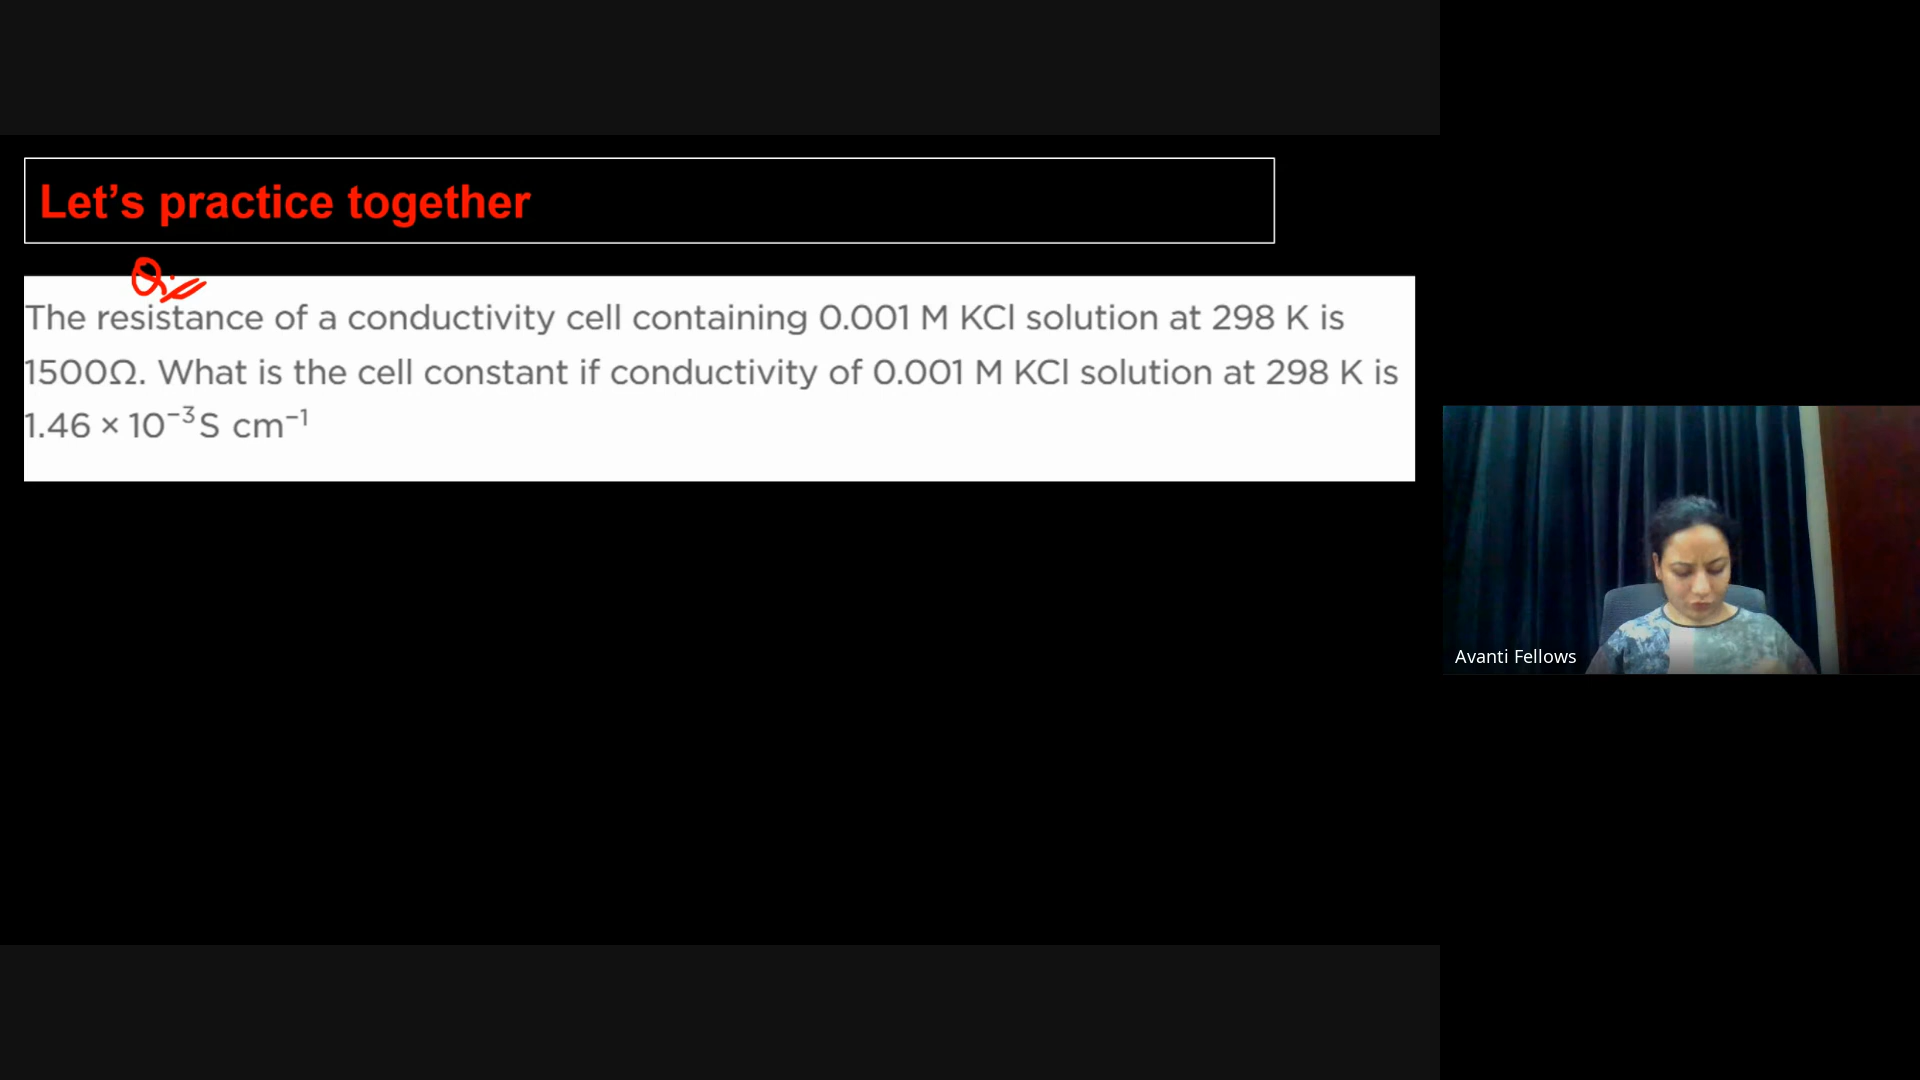 Let’s practice together
Q.
The resistance of a conductivity cell containing 0.001 M KCl solution at 298 K is
1500Ω. What is the cell constant if conductivity of 0.001 M KCl solution at 298 K is
1.46 × 10⁻³S cm⁻¹
Avanti Fellows